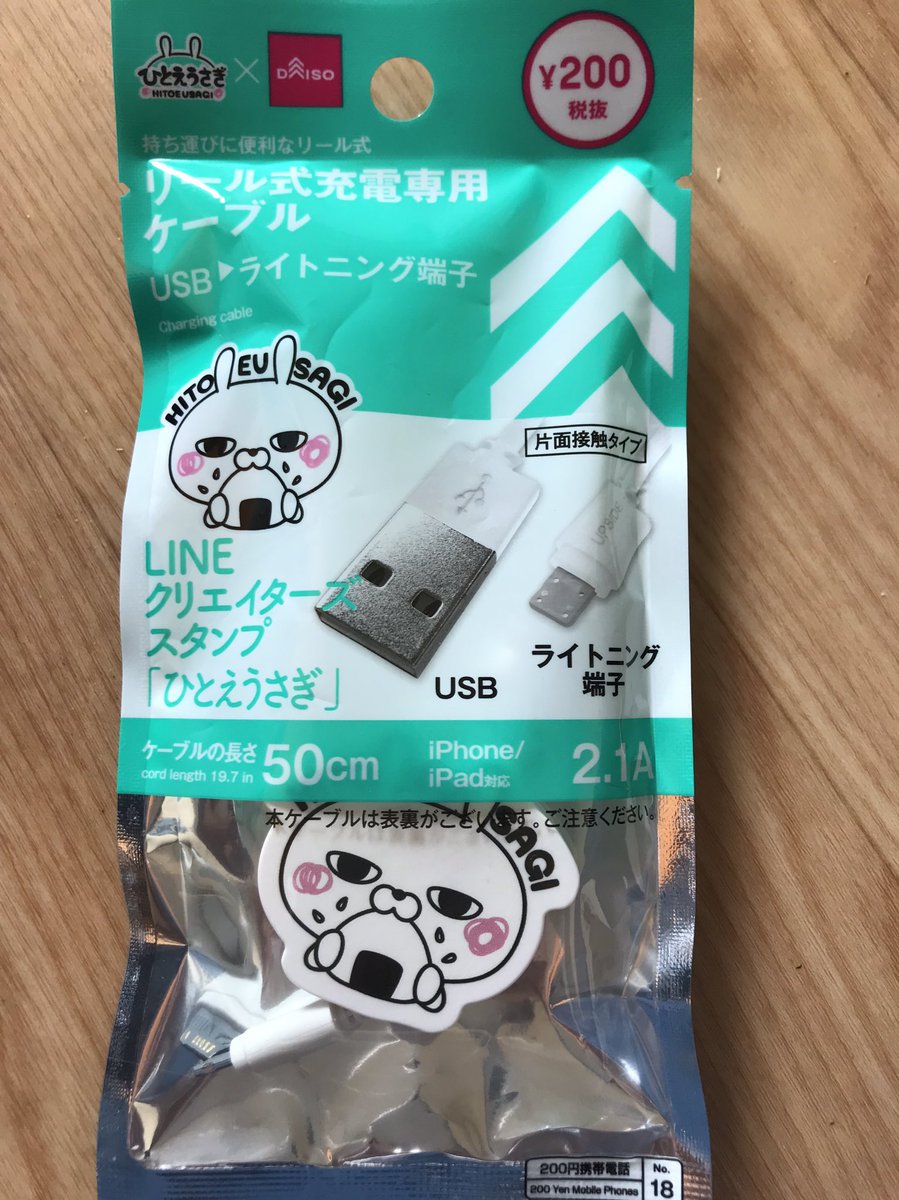 ひとえうさぎ
HITOEUSAGI
×
DAISO
¥200
税抜
持ち運びに便利なリール式
リール式充電専用
ケーブル
USB▶ライトニング端子
Charging cable
HITOEUSAGI
片面接触タイプ
UPSIDE
LINE
クリエイターズ
スタンプ
「ひとえうさぎ」
USB
ライトニング
端子
ケーブルの長さ
cord length 19.7 in
50cm
iPhone/
iPad対応
2.1A
本ケーブルは表裏がございます。ご注意ください。
SAGI
200円携帯電話
200 Yen Mobile Phones
No.
18